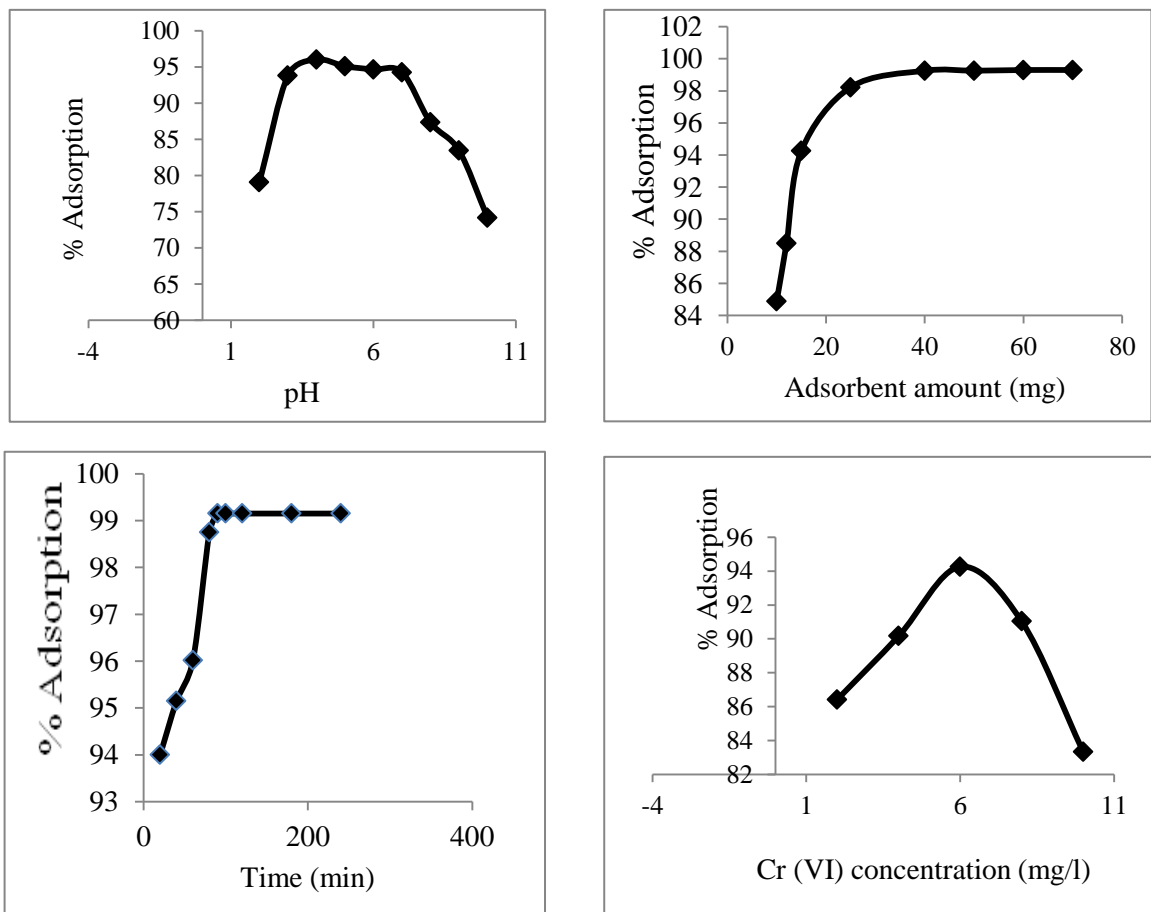 100
95
90
85
80
75
70
65
60
% Adsorption
-4 1 6 11
pH
102
100
98
96
94
92
90
88
86
84
% Adsorption
0 20 40 60 80
Adsorbent amount (mg)
100
99
98
97
96
95
94
93
% Adsorption
0 200 400
Time (min)
96
94
92
90
88
86
84
82
% Adsorption
-4 1 6 11
Cr (VI) concentration (mg/l)